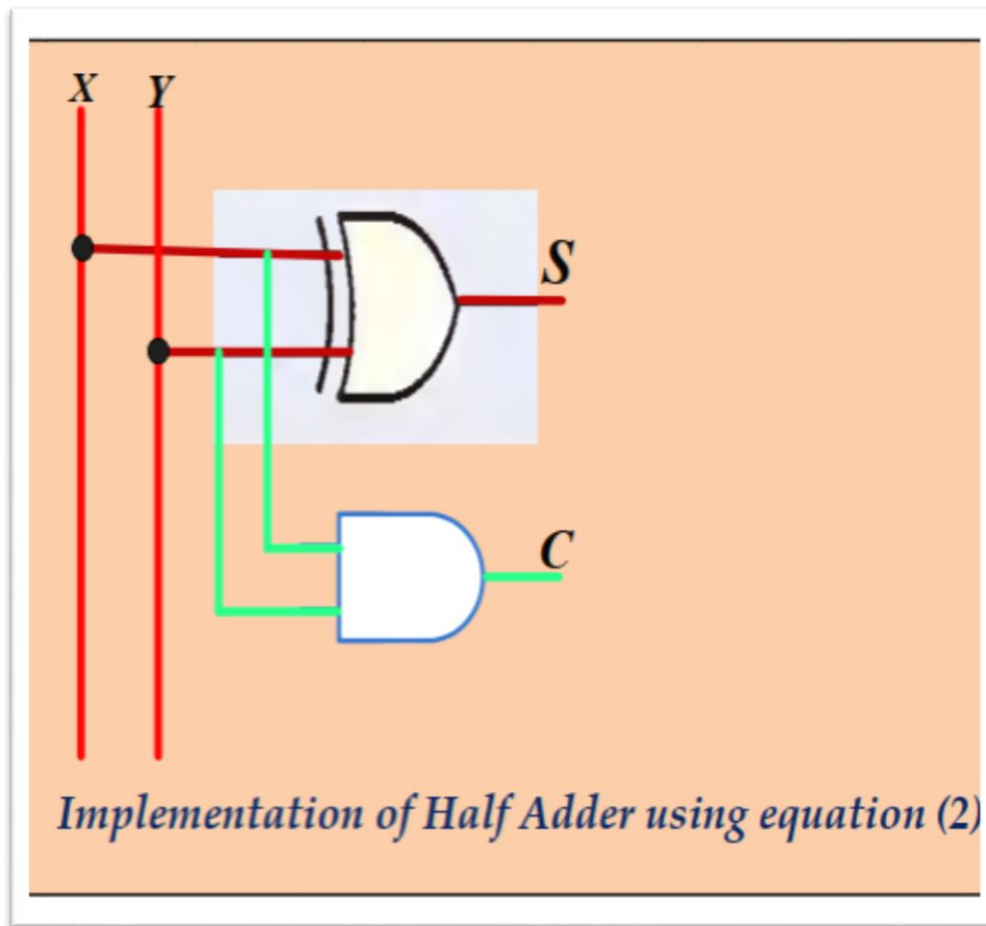 X Y
S
C
Implementation of Half Adder using equation (2)